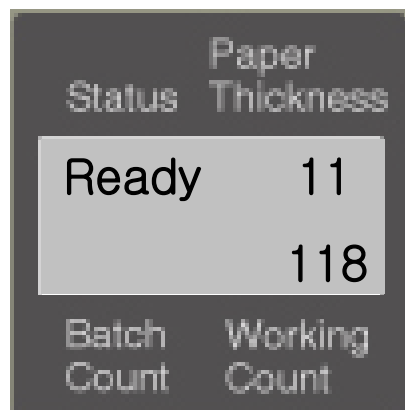 Paper
Status Thickness
Ready 11
118
Batch Working
Count Count